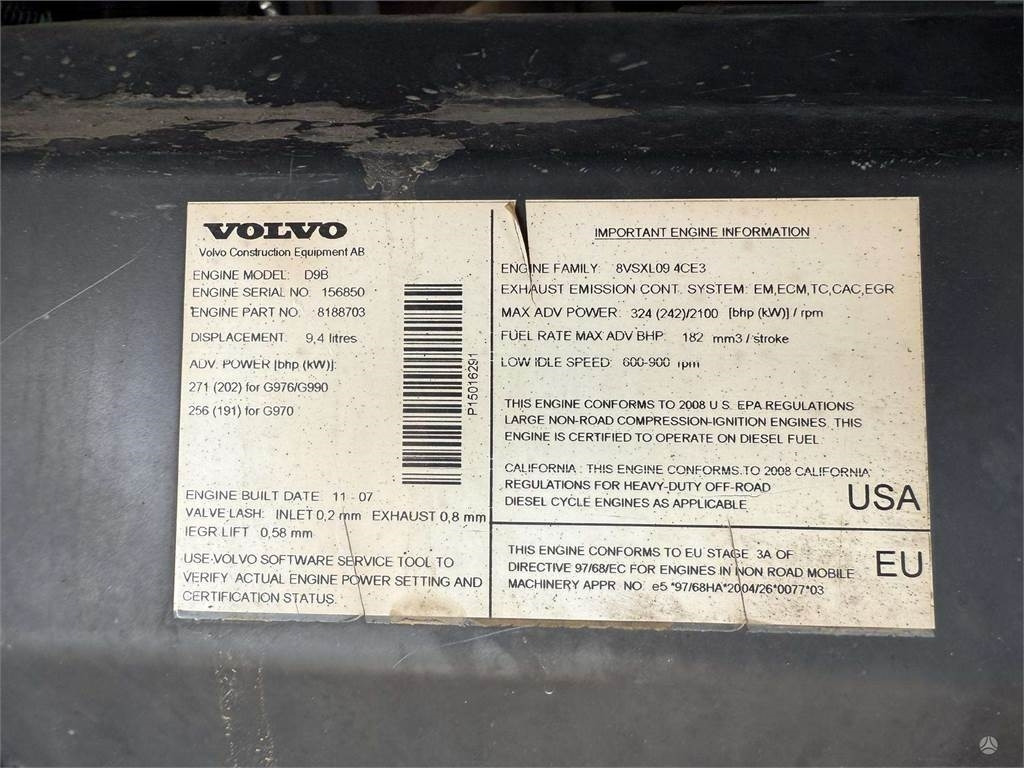 VOLVO
Volvo Construction Equipment AB
ENGINE MODEL: D9B
ENGINE SERIAL NO. 156850
ENGINE PART NO. 8188703
DISPLACEMENT: 9,4 litres
ADV. POWER [bhp (kW)]:
271 (202) for G976/G990
256 (191) for G970
P15016291
ENGINE BUILT DATE 11 - 07
VALVE LASH: INLET 0,2 mm EXHAUST 0,8 mm
IEGR LIFT 0,58 mm
USE VOLVO SOFTWARE SERVICE TOOL TO
VERIFY ACTUAL ENGINE POWER SETTING AND
CERTIFICATION STATUS.
IMPORTANT ENGINE INFORMATION
ENGINE FAMILY: 8VSXL09 4CE3
EXHAUST EMISSION CONT. SYSTEM: EM,ECM,TC,CAC,EGR
MAX ADV POWER: 324 (242)/2100 [bhp (kW)] / rpm
FUEL RATE MAX ADV BHP: 182 mm3 / stroke
LOW IDLE SPEED: 600-900 rpm
THIS ENGINE CONFORMS TO 2008 U.S. EPA REGULATIONS
LARGE NON-ROAD COMPRESSION-IGNITION ENGINES. THIS
ENGINE IS CERTIFIED TO OPERATE ON DIESEL FUEL
CALIFORNIA: THIS ENGINE CONFORMS TO 2008 CALIFORNIA
REGULATIONS FOR HEAVY-DUTY OFF-ROAD
DIESEL CYCLE ENGINES AS APPLICABLE.
USA
THIS ENGINE CONFORMS TO EU STAGE 3A OF
DIRECTIVE 97/68/EC FOR ENGINES IN NON ROAD MOBILE
MACHINERY APPR. NO. e5 *97/68HA*2004/26*0077*03
EU